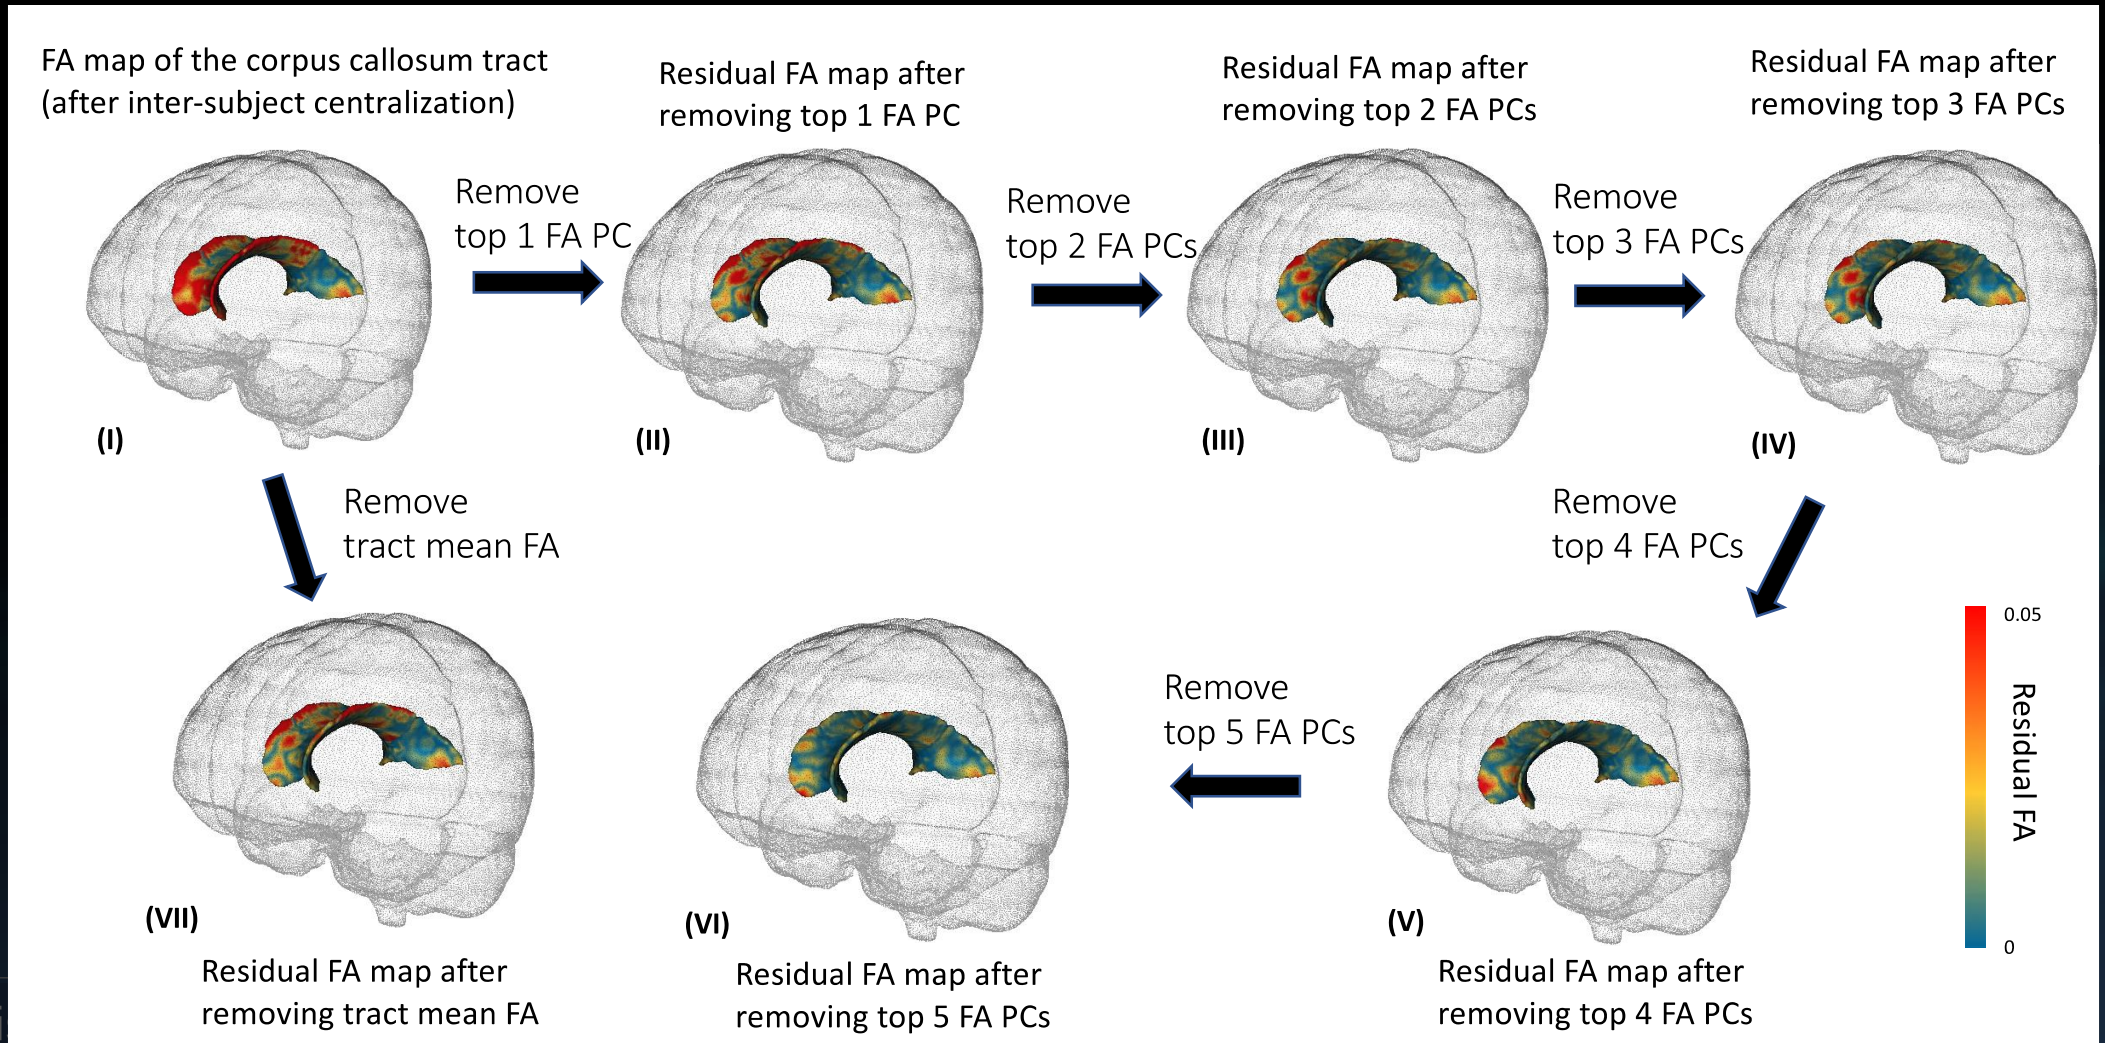 FA map of the corpus callosum tract
(after inter-subject centralization)
Residual FA map after
removing top 1 FA PC
Residual FA map after
removing top 2 FA PCs
Residual FA map after
removing top 3 FA PCs
Remove
top 1 FA PC
Remove
top 2 FA PCs
Remove
top 3 FA PCs
(I)
(II)
(III)
(IV)
Remove
tract mean FA
Remove
top 4 FA PCs
Remove
top 5 FA PCs
0.05
Residual FA
0
(VII)
(VI)
(V)
Residual FA map after
removing tract mean FA
Residual FA map after
removing top 5 FA PCs
Residual FA map after
removing top 4 FA PCs